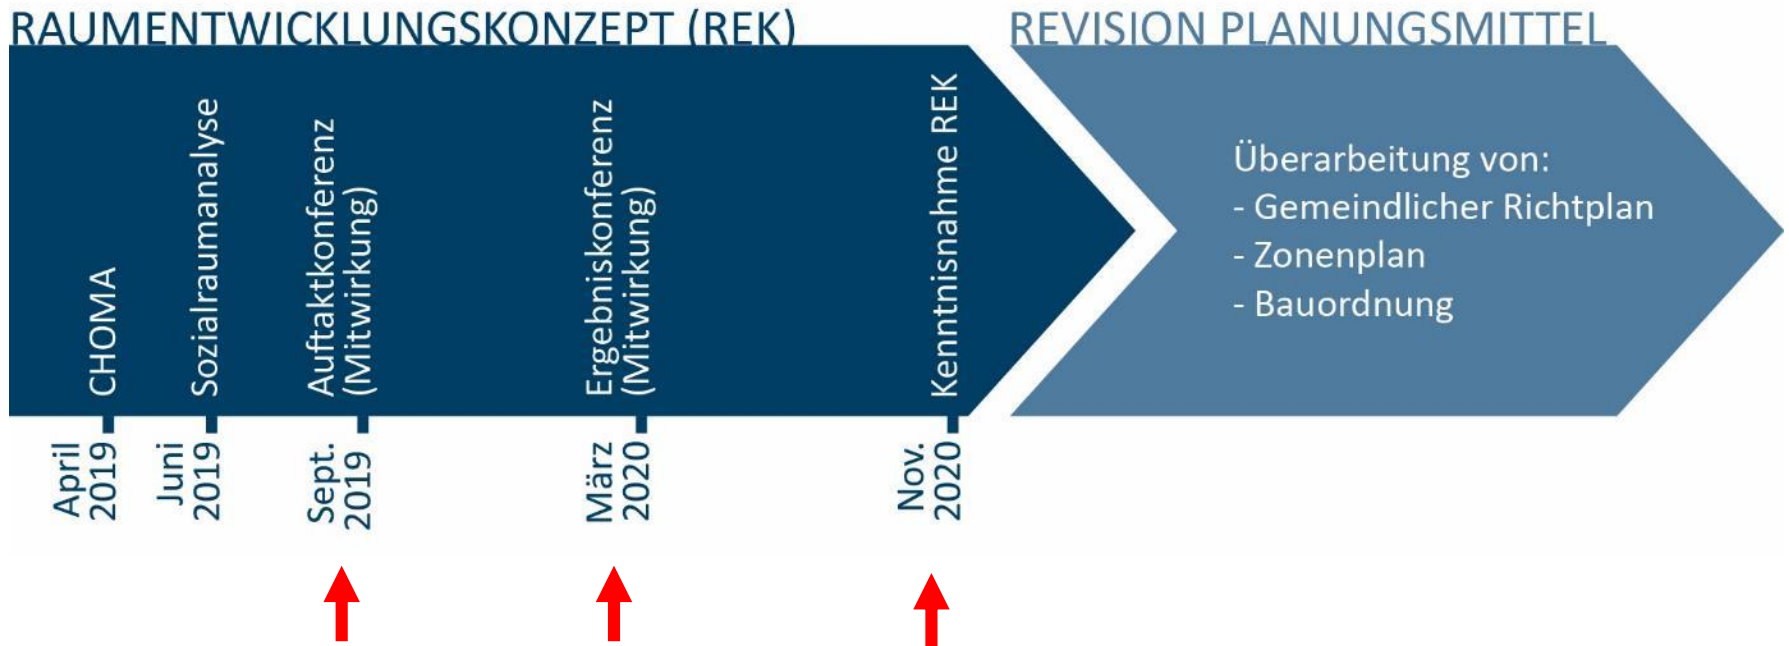 RAUMENTWICKLUNGSKONZEPT (REK)
REVISION PLANUNGSMITTEL
CHOMA
Sozialraumanalyse
Auftaktkonferenz
(Mitwirkung)
Ergebniskonferenz
(Mitwirkung)
Kenntnisnahme REK
Überarbeitung von:
- Gemeindlicher Richtplan
- Zonenplan
- Bauordnung
April
2019
Juni
2019
Sept.
2019
März
2020
Nov.
2020